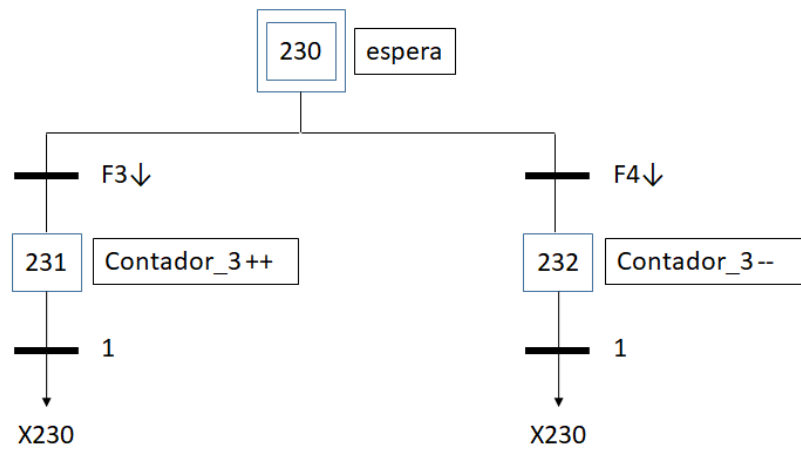 230 espera
F3↓ F4↓
231 Contador_3++ 232 Contador_3--
1 1
X230 X230